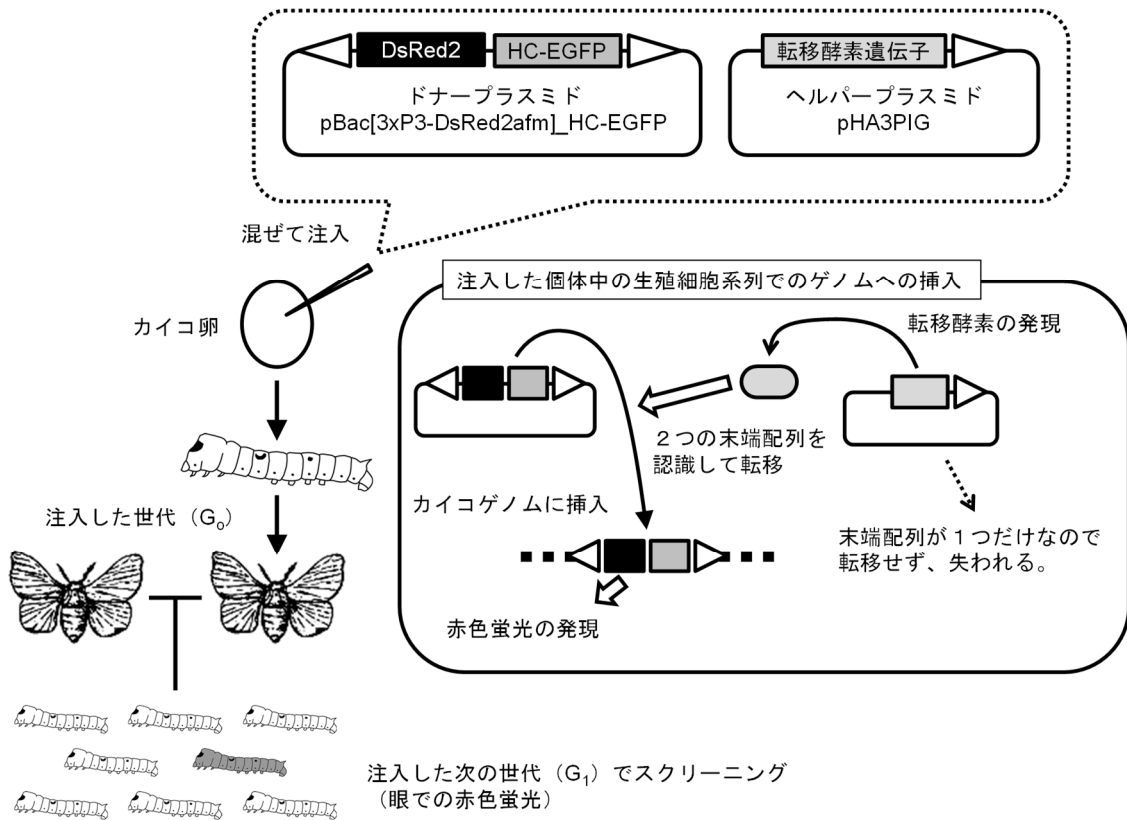 DsRed2
HC-EGFP
ドナープラスミド
pBac[3xP3-DsRed2afm]_HC-EGFP
転移酵素遺伝子
ヘルパープラスミド
pHA3PIG
混ぜて注入
カイコ卵
注入した個体中の生殖細胞系列でのゲノムへの挿入
転移酵素の発現
２つの末端配列を
認識して転移
カイコゲノムに挿入
末端配列が１つだけなので
転移せず、失われる。
赤色蛍光の発現
注入した世代（G₀）
注入した次の世代（G₁）でスクリーニング
（眼での赤色蛍光）